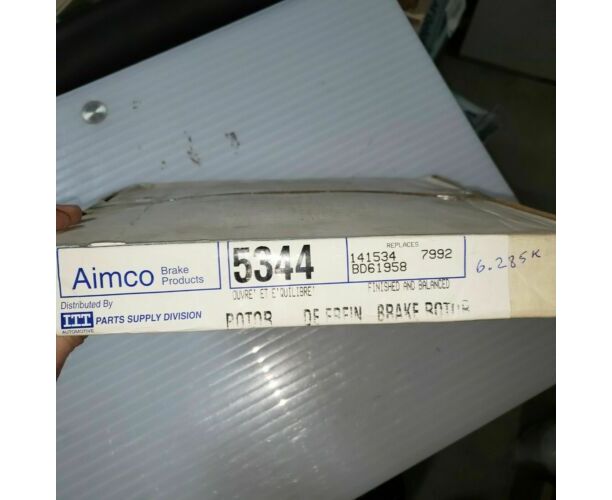 Aimco Brake Products
Distributed By
ITT PARTS SUPPLY DIVISION
AUTOMOTIVE
5344
OUVRE' ET E'QUILIBRE'
REPLACES
141534 7992
BD61958
FINISHED AND BALANCED
ROTOR DE FREIN BRAKE ROTOR
6.285K